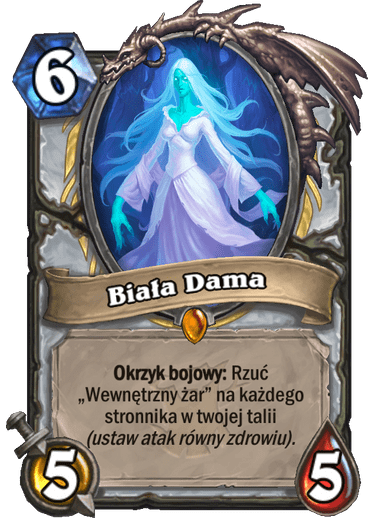 6
Biała Dama
Okrzyk bojowy: Rzuć
„Wewnętrzny żar” na każdego
stronnika w twojej talii
(ustaw atak równy zdrowiu).
5
5